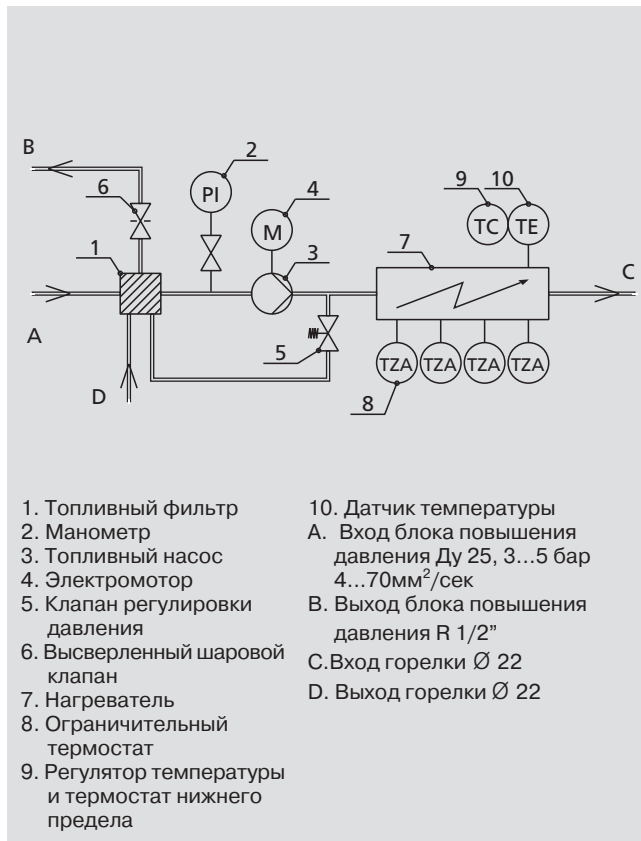 B
2
4
9
10
6
PI
M
TC
TE
1
3
7
C
A
5
D
TZA
TZA
TZA
TZA
8
1. Топливный фильтр
2. Манометр
3. Топливный насос
4. Электромотор
5. Клапан регулировки
давления
6. Высверленный шаровой
клапан
7. Нагреватель
8. Ограничительный
термостат
9. Регулятор температуры
и термостат нижнего
предела
10. Датчик температуры
A. Вход блока повышения
давления Ду 25, 3...5 бар
4...70мм²/сек
B. Выход блока повышения
давления R 1/2”
C.Вход горелки Ø 22
D. Выход горелки Ø 22